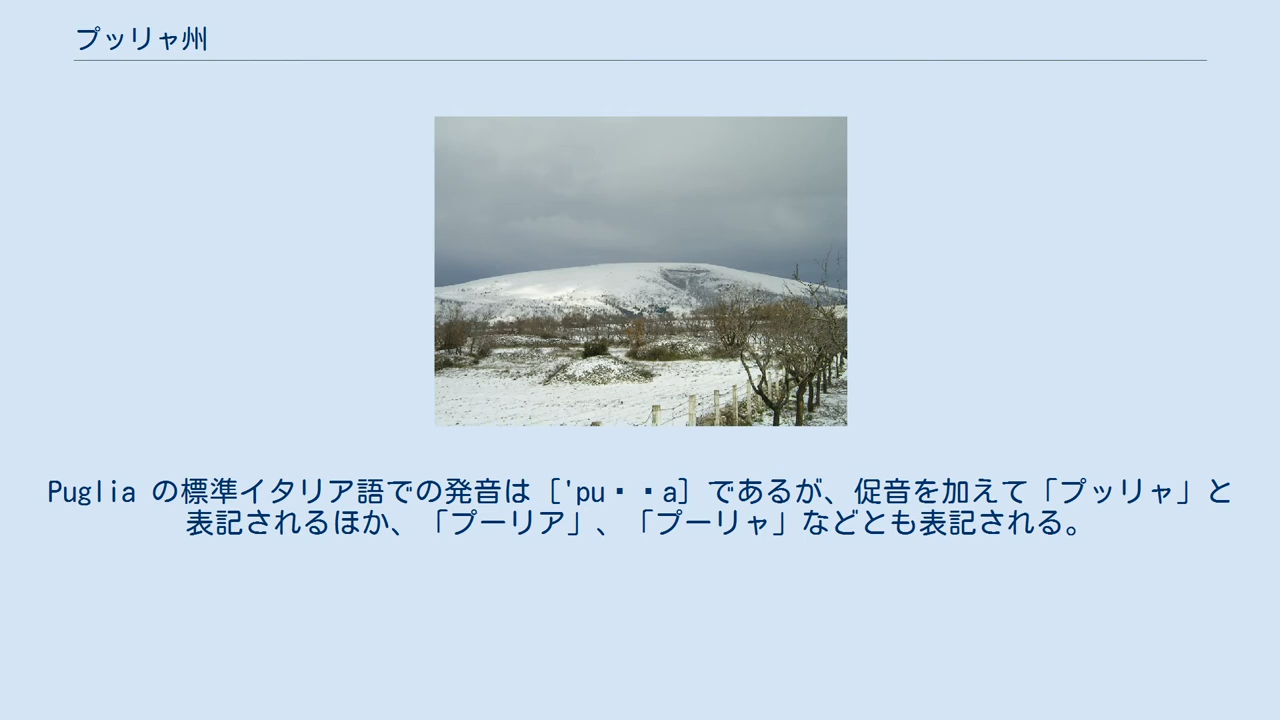 プッリャ州
Puglia の標準イタリア語での発音は ['pu▪▪a] であるが、促音を加えて「プッリャ」と
表記されるほか、「プーリア」、「プーリャ」などとも表記される。